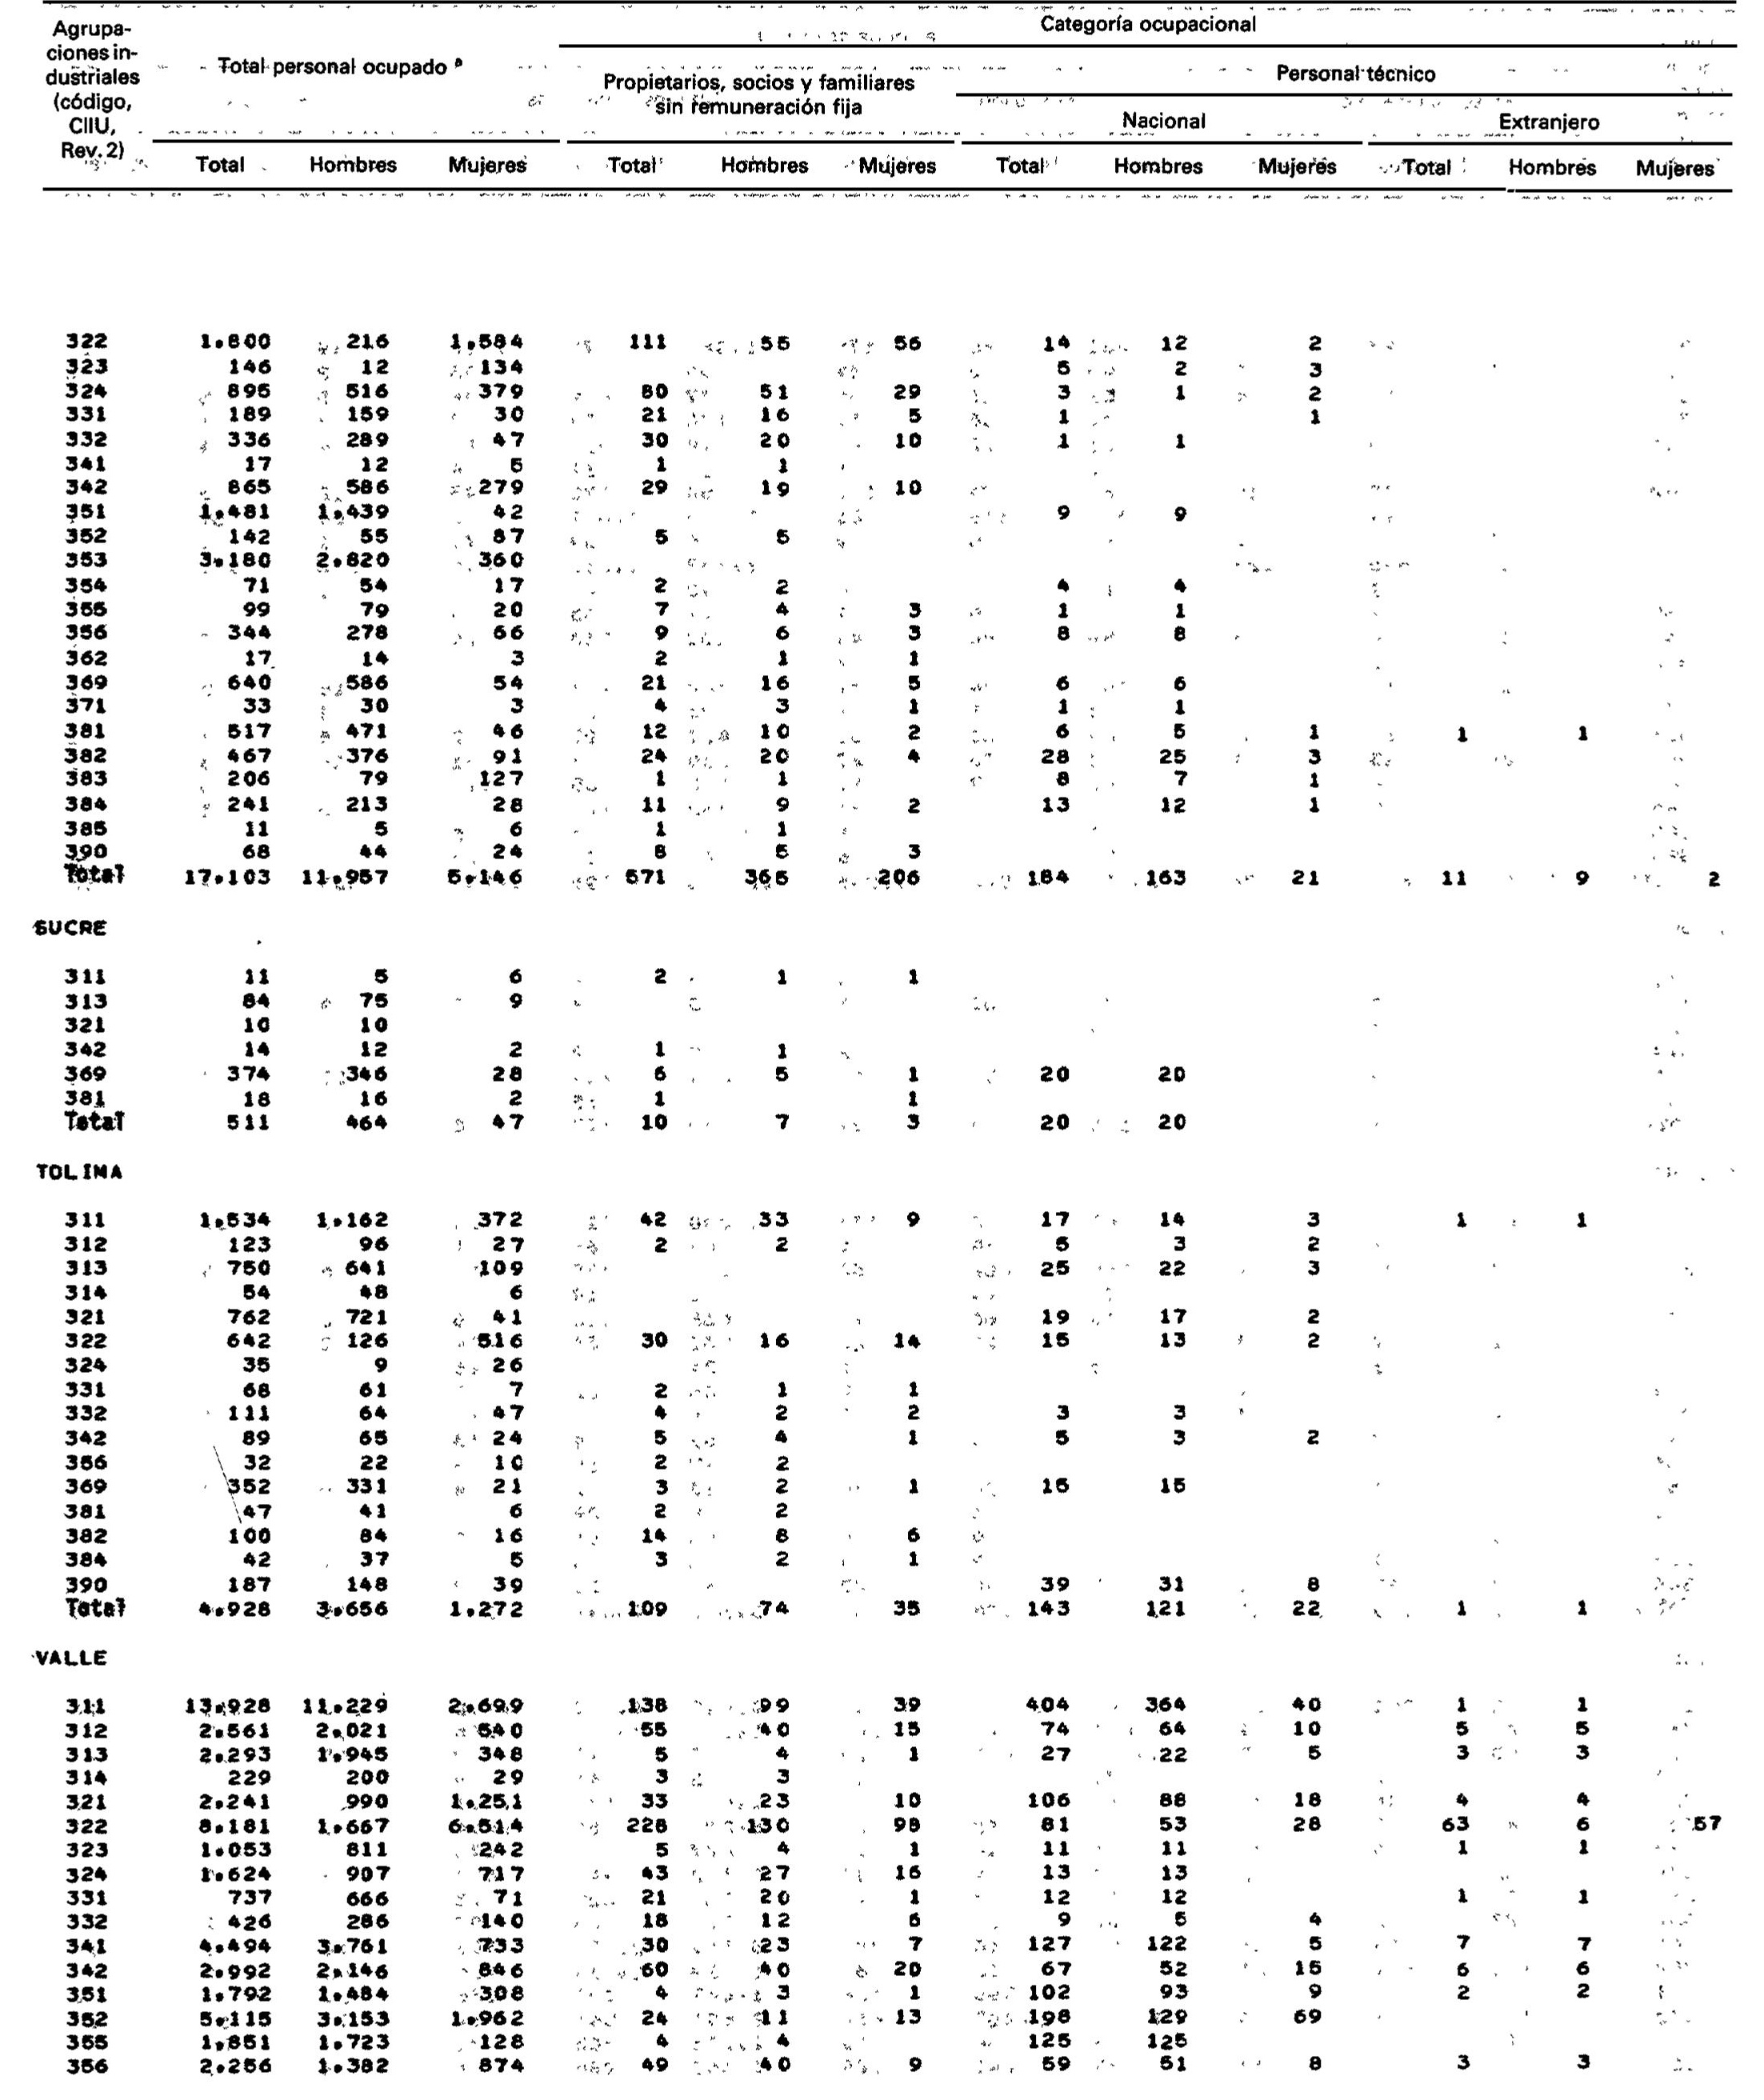 Agrupa-
ciones in-
dustriales
(código,
CIIU,
Rev. 2)
Categoría ocupacional
Total personal ocupado a
Propietarios, socios y familiares
sin remuneración fija
Personal técnico
Nacional Extranjero
Total Hombres Mujeres Total Hombres Mujeres Total Hombres Mujeres Total Hombres Mujeres
322 1.800 216 1.584 111 55 56 14 12 2
323 146 12 134 5 2 3
324 895 516 379 80 51 29 3 1 2
331 189 159 30 21 16 5 1 1
332 336 289 47 30 20 10 1 1
341 17 12 5 1 1
342 865 586 279 29 19 10
351 1.481 1.439 42 9 9
352 142 55 87 5 5
353 3.180 2.820 360
354 71 54 17 2 2 4 4
355 99 79 20 7 4 3 1 1
356 344 278 66 9 6 3 8 8
362 17 14 3 2 1 1
369 640 586 54 21 16 5 6 6
371 33 30 3 4 3 1 1 1
381 517 471 46 12 10 2 6 5 1 1 1
382 467 376 91 24 20 4 28 25 3
383 206 79 127 1 1 8 7 1
384 241 213 28 11 9 2 13 12 1
385 11 5 6 1 1
390 68 44 24 8 5 3
Total 17.103 11.957 5.146 571 365 206 184 163 21 11 9 2
SUCRE
311 11 5 6 2 1 1
313 84 75 9
321 10 10
342 14 12 2 1 1
369 374 346 28 6 5 1 20 20
381 18 16 2 1 1
Total 511 464 47 10 7 3 20 20
TOLIMA
311 1.534 1.162 372 42 33 9 17 14 3 1 1
312 123 96 27 2 2 5 3 2
313 750 641 109 25 22 3
314 54 48 6
321 762 721 41 19 17 2
322 642 126 516 30 16 14 15 13 2
324 35 9 26
331 68 61 7 2 1 1
332 111 64 47 4 2 2 3 3
342 89 65 24 5 4 1 5 3 2
356 32 22 10 2 2
369 352 331 21 3 2 1 15 15
381 47 41 6 2 2
382 100 84 16 14 8 6
384 42 37 5 3 2 1
390 187 148 39 39 31 8
Total 4.928 3.656 1.272 109 74 35 143 121 22 1 1
VALLE
311 13.928 11.229 2.699 138 99 39 404 364 40 1 1
312 2.561 2.021 540 55 40 15 74 64 10 5 5
313 2.293 1.945 348 5 4 1 27 22 5 3 3
314 229 200 29 3 3
321 2.241 990 1.251 33 23 10 106 88 18 4 4
322 8.181 1.667 6.514 228 130 98 81 53 28 63 6 57
323 1.053 811 242 5 4 1 11 11 1 1
324 1.624 907 717 43 27 16 13 13
331 737 666 71 21 20 1 12 12 1 1
332 426 286 140 18 12 6 9 5 4
341 4.494 3.761 733 30 23 7 127 122 5 7 7
342 2.992 2.146 846 60 40 20 67 52 15 6 6
351 1.792 1.484 308 4 3 1 102 93 9 2 2
352 5.115 3.153 1.962 24 11 13 198 129 69
355 1.851 1.723 128 4 4 125 125
356 2.256 1.382 874 49 40 9 59 51 8 3 3